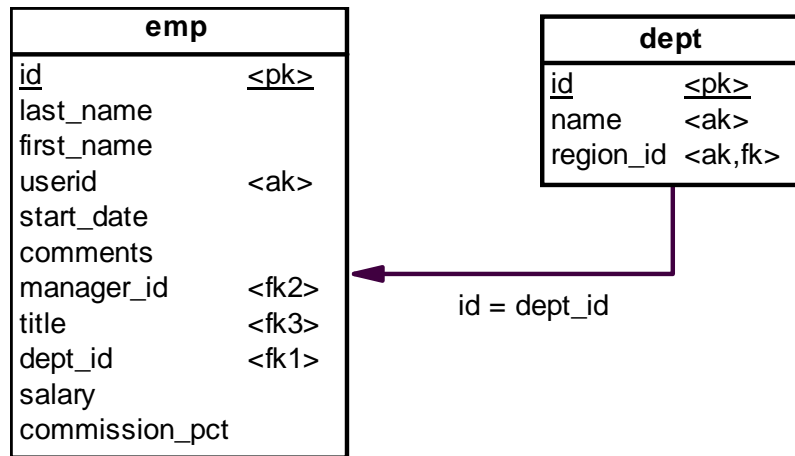 emp
id <pk>
last_name
first_name
userid <ak>
start_date
comments
manager_id <fk2>
title <fk3>
dept_id <fk1>
salary
commission_pct
dept
id <pk>
name <ak>
region_id <ak,fk>
id = dept_id